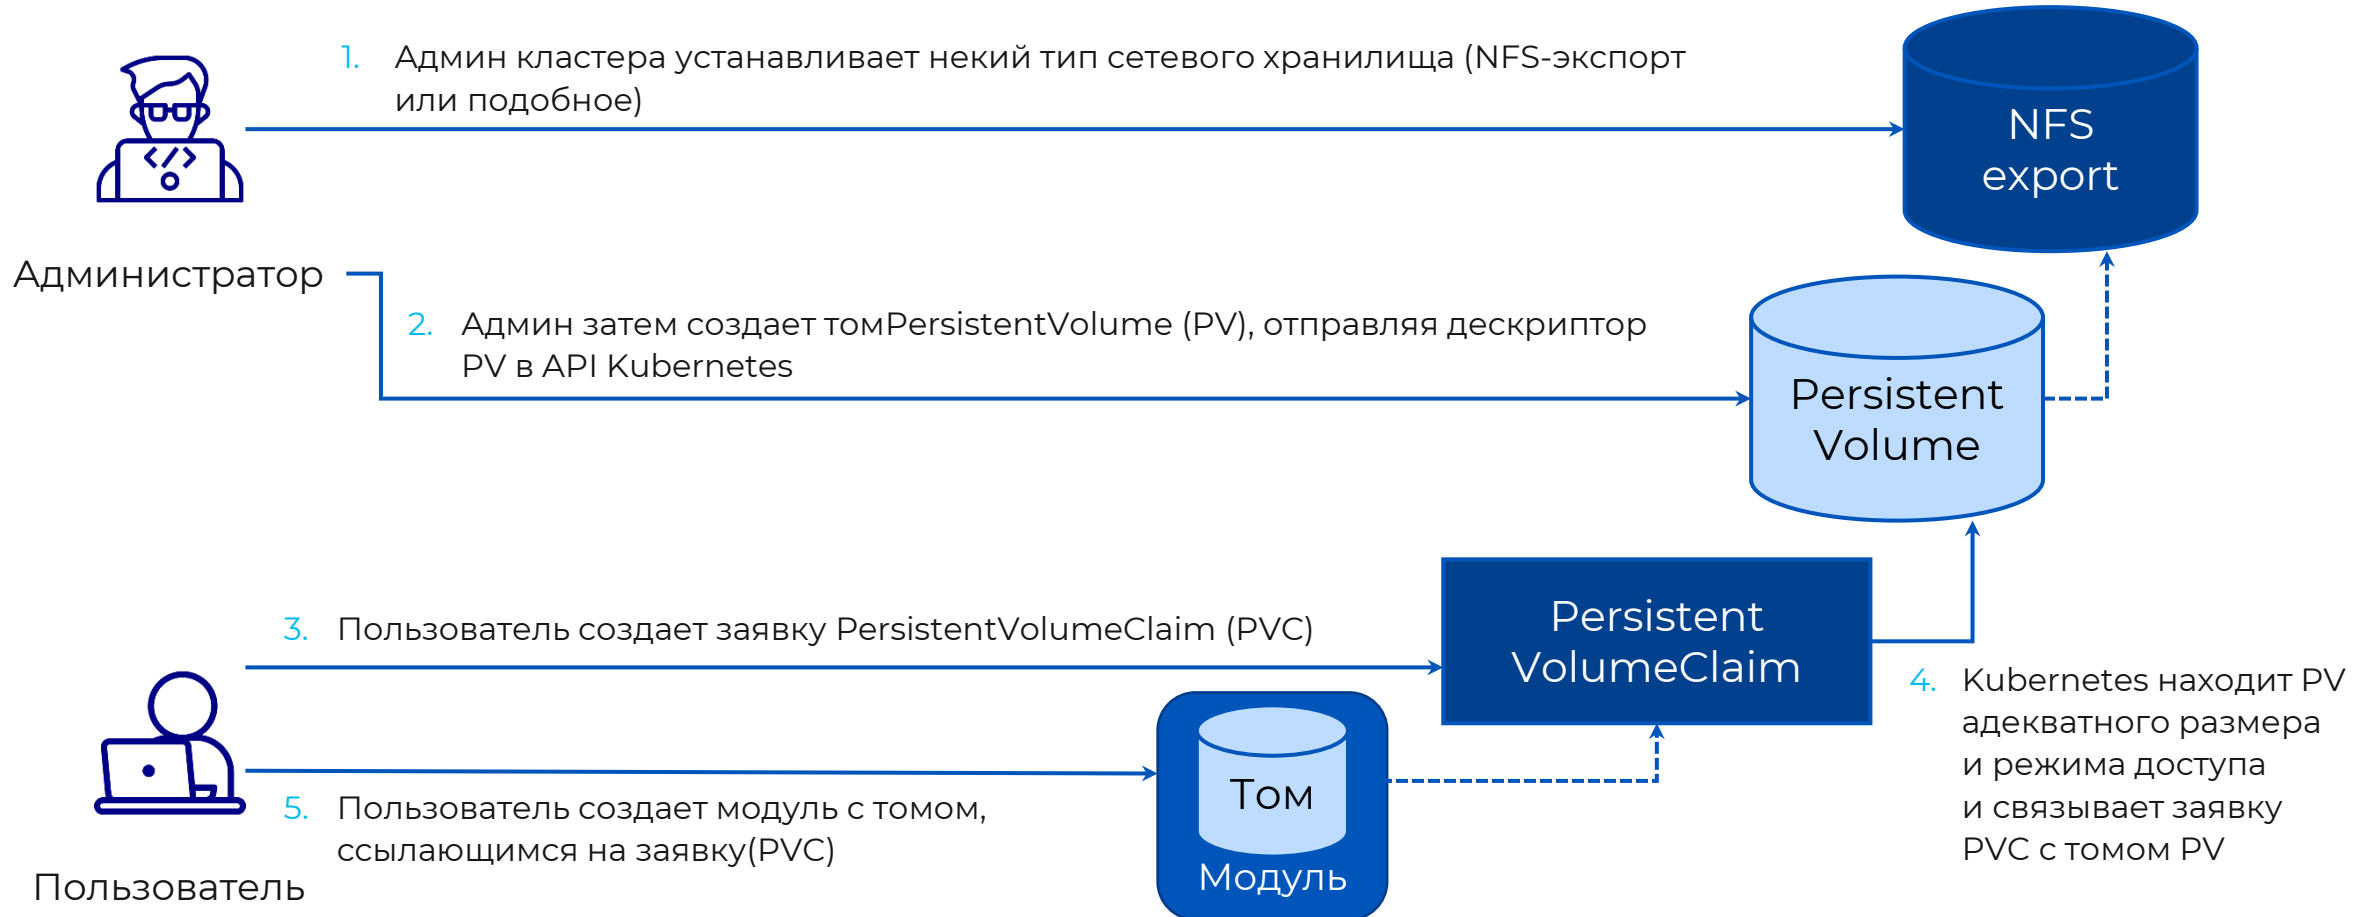 1. Админ кластера устанавливает некий тип сетевого хранилища (NFS-экспорт
или подобное)
NFS
export
Администратор
2. Админ затем создает томPersistentVolume (PV), отправляя дескриптор
PV в API Kubernetes
Persistent
Volume
3. Пользователь создает заявку PersistentVolumeClaim (PVC)
Persistent
VolumeClaim
4. Kubernetes находит PV
адекватного размера
и режима доступа
и связывает заявку
PVC с томом PV
Том
Модуль
5. Пользователь создает модуль с томом,
ссылающимся на заявку(PVC)
Пользователь